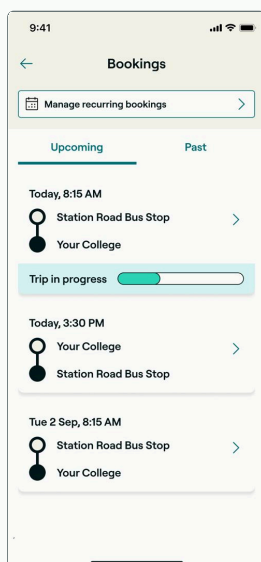 9:41
Bookings
Manage recurring bookings
Upcoming Past
Today, 8:15 AM
Station Road Bus Stop
Your College
Trip in progress
Today, 3:30 PM
Your College
Station Road Bus Stop
Tue 2 Sep, 8:15 AM
Station Road Bus Stop
Your College